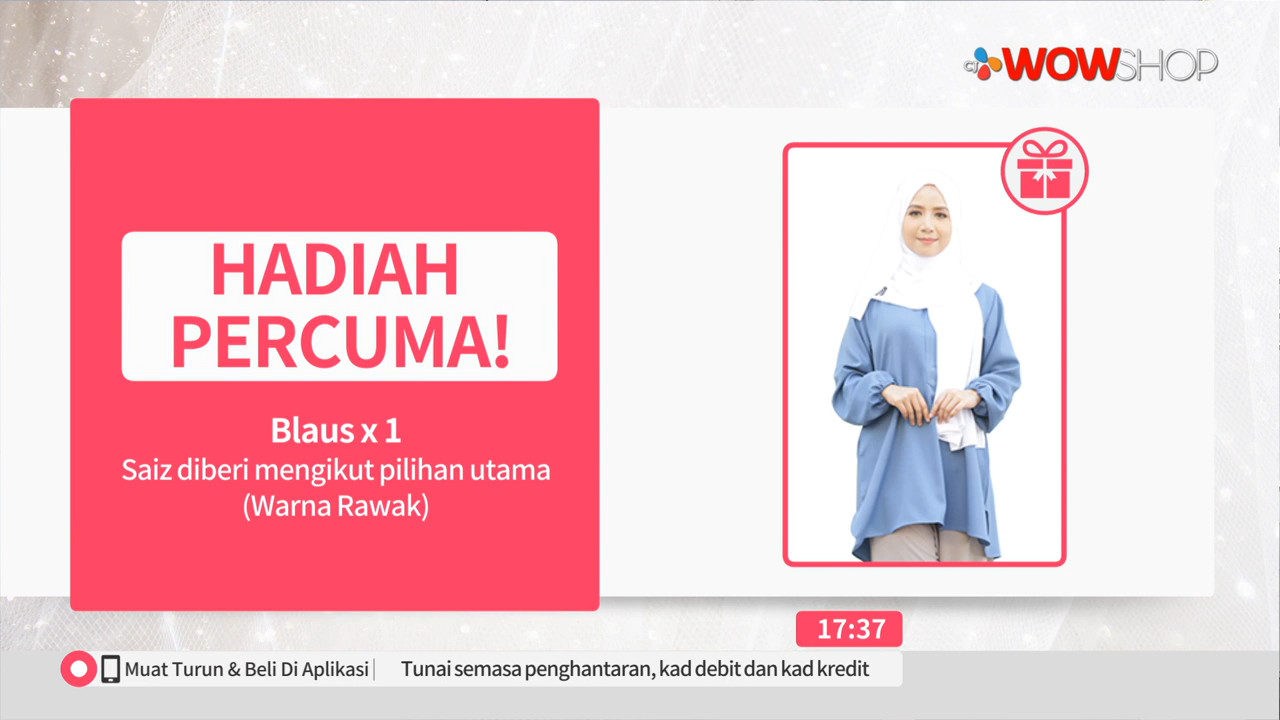 CJ WOWSHOP
HADIAH
PERCUMA!
Blaus x 1
Saiz diberi mengikut pilihan utama
(Warna Rawak)
17:37
Muat Turun & Beli Di Aplikasi | Tunai semasa penghantaran, kad debit dan kad kredit